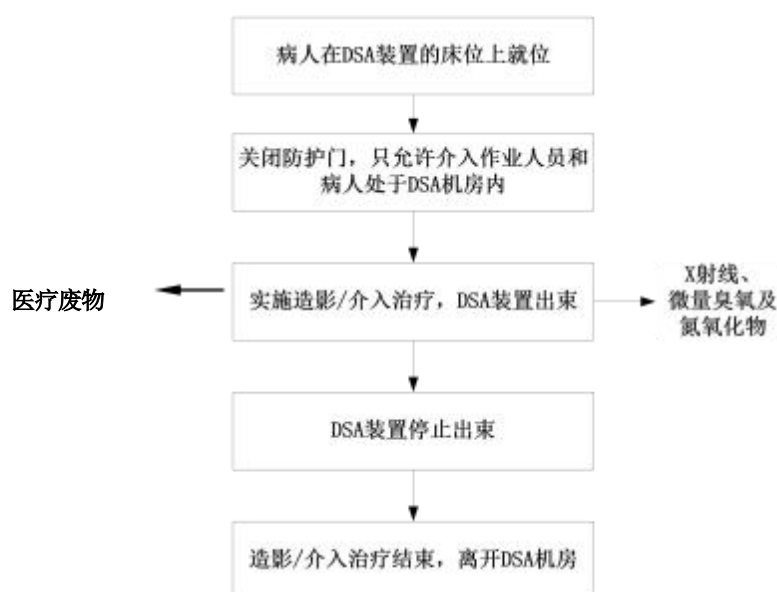 病人在DSA装置的床位上就位
关闭防护门，只允许介入作业人员和
病人处于DSA机房内
医疗废物
实施造影/介入治疗，DSA装置出束
X射线、
微量臭氧及
氮氧化物
DSA装置停止出束
造影/介入治疗结束，离开DSA机房